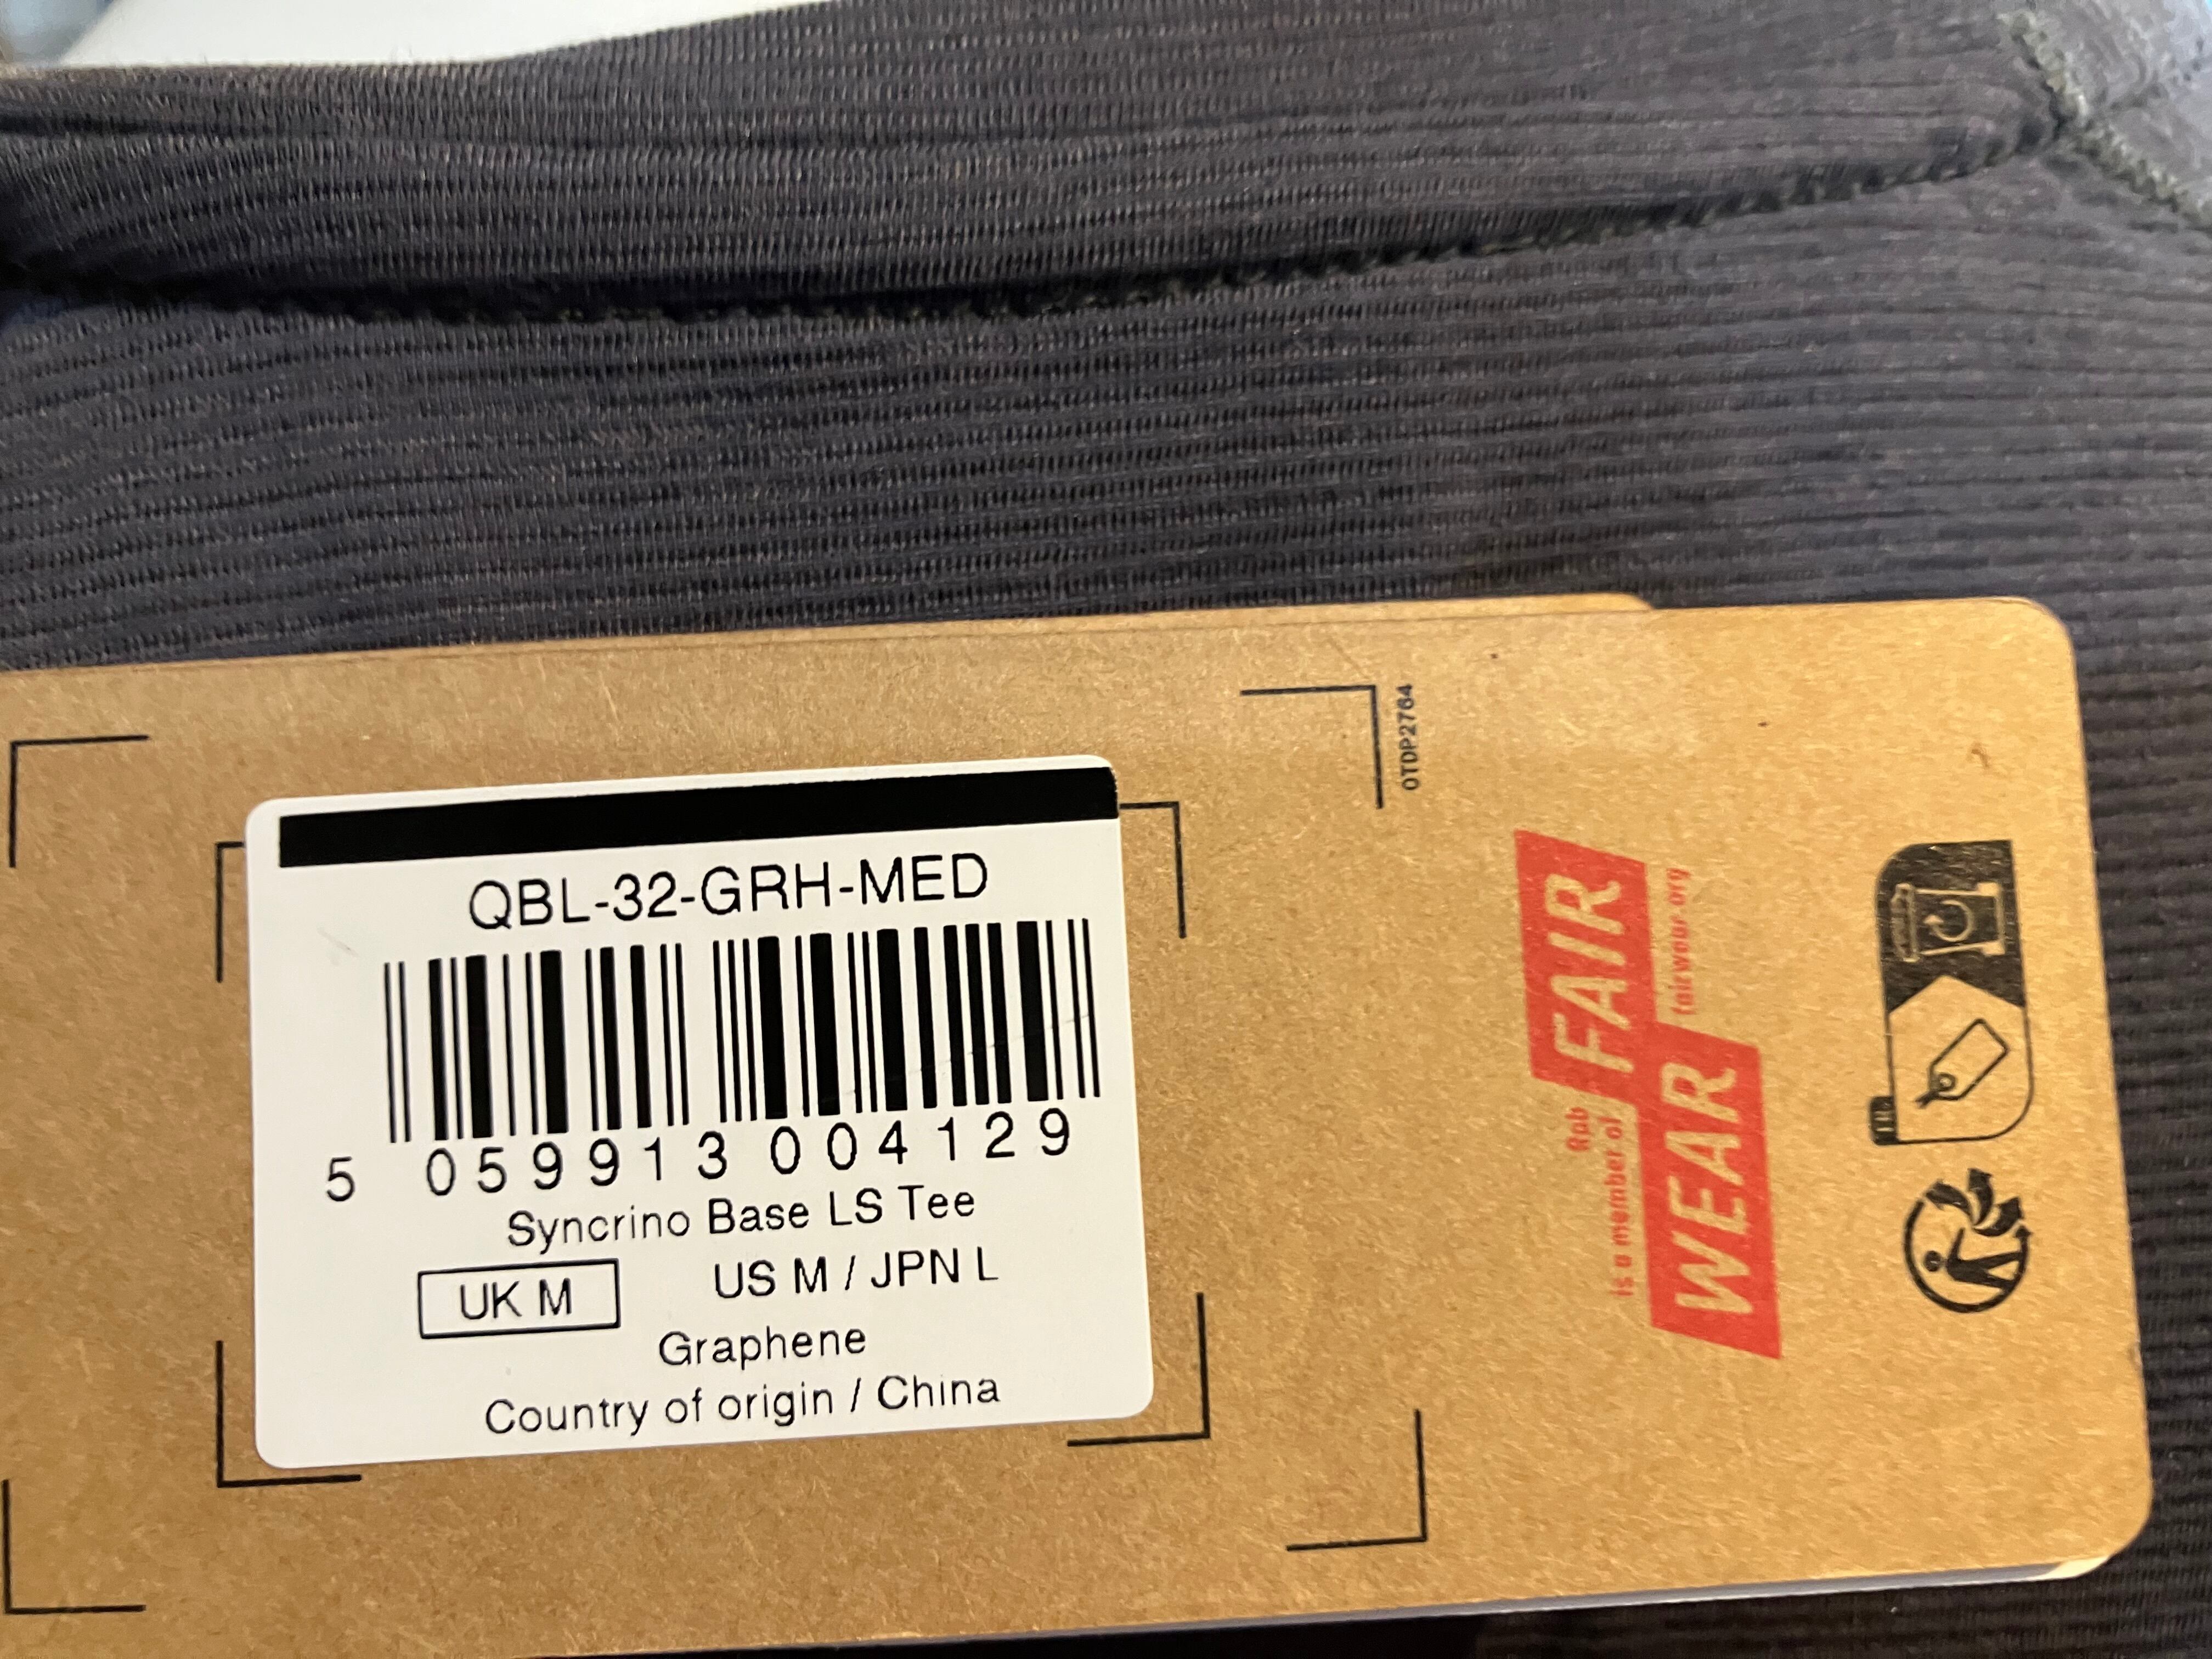 QBL-32-GRH-MED
5 059913 004129
Syncrino Base LS Tee
UK M US M / JPN L
Graphene
Country of origin / China
OTDP2764
Rab
is a member of
FAIR
WEAR
fairwear.org